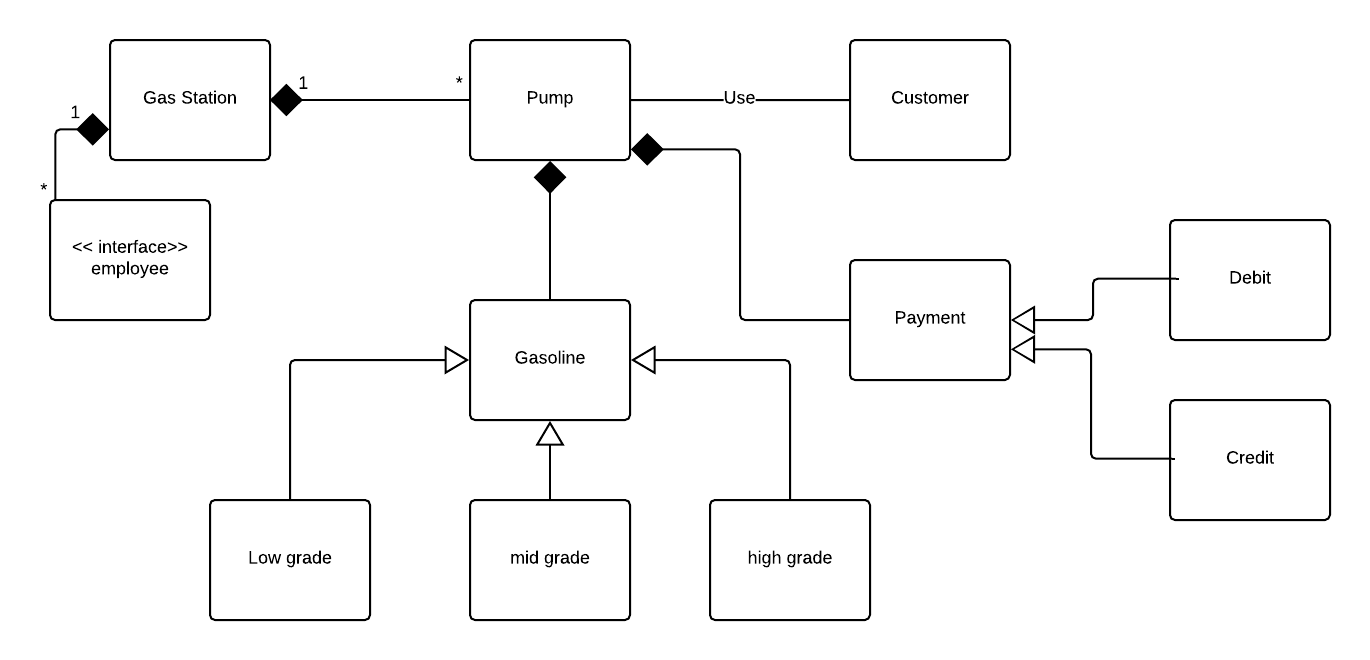 Gas Station
1
*
Pump
Use
Customer
1
*
<< interface>>
employee
Gasoline
Payment
Debit
Credit
Low grade
mid grade
high grade